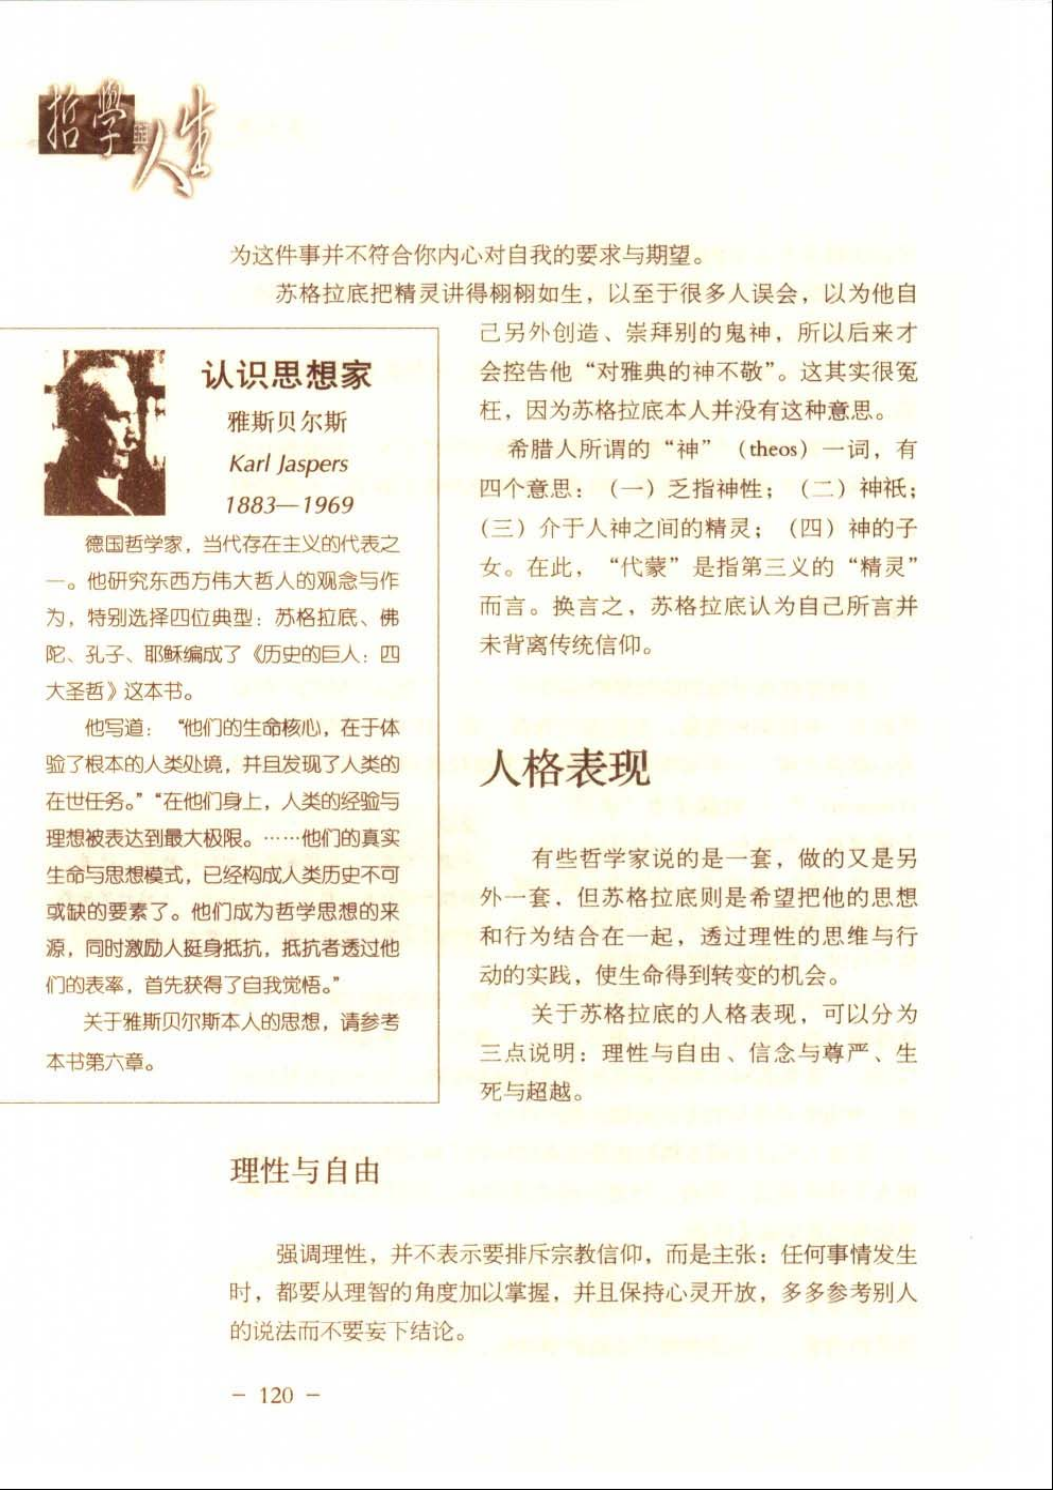 哲學與人生
为这件事并不符合你内心对自我的要求与期望。
苏格拉底把精灵讲得栩栩如生，以至于很多人误会，以为他自
己另外创造、崇拜别的鬼神，所以后来才
会控告他“对雅典的神不敬”。这其实很冤
枉，因为苏格拉底本人并没有这种意思。
希腊人所谓的“神”（theos）一词，有
四个意思：（一）乏指神性；（二）神祇；
（三）介于人神之间的精灵；（四）神的子
女。在此，“代蒙”是指第三义的“精灵”
而言。换言之，苏格拉底认为自己所言并
未背离传统信仰。
认识思想家
雅斯贝尔斯
Karl Jaspers
1883—1969
德国哲学家，当代存在主义的代表之
一。他研究东西方伟大哲人的观念与作
为，特别选择四位典型：苏格拉底、佛
陀、孔子、耶稣编成了《历史的巨人：四
大圣哲》这本书。
他写道：“他们的生命核心，在于体
验了根本的人类处境，并且发现了人类的
在世任务。”“在他们身上，人类的经验与
理想被表达到最大极限。……他们的真实
生命与思想模式，已经构成人类历史不可
或缺的要素了。他们成为哲学思想的来
源，同时激励人挺身抵抗，抵抗者透过他
们的表率，首先获得了自我觉悟。”
关于雅斯贝尔斯本人的思想，请参考
本书第六章。
人格表现
有些哲学家说的是一套，做的又是另
外一套，但苏格拉底则是希望把他的思想
和行为结合在一起，透过理性的思维与行
动的实践，使生命得到转变的机会。
关于苏格拉底的人格表现，可以分为
三点说明：理性与自由、信念与尊严、生
死与超越。
理性与自由
强调理性，并不表示要排斥宗教信仰，而是主张：任何事情发生
时，都要从理智的角度加以掌握，并且保持心灵开放，多多参考别人
的说法而不要妄下结论。
－ 120 －